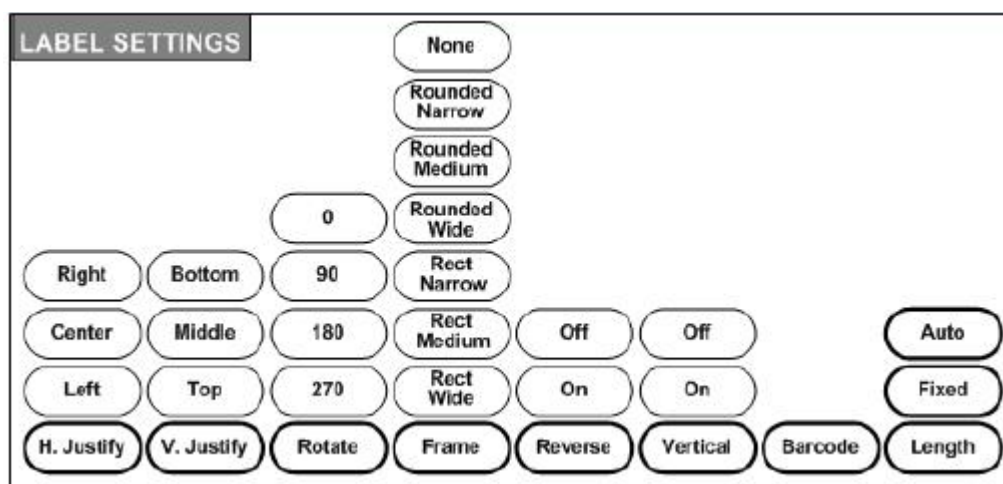 LABEL SETTINGS
None
Rounded
Narrow
Rounded
Medium
0
Rounded
Wide
Right
Bottom
90
Rect
Narrow
Center
Middle
180
Rect
Medium
Off
Off
Auto
Left
Top
270
Rect
Wide
On
On
Fixed
H. Justify
V. Justify
Rotate
Frame
Reverse
Vertical
Barcode
Length